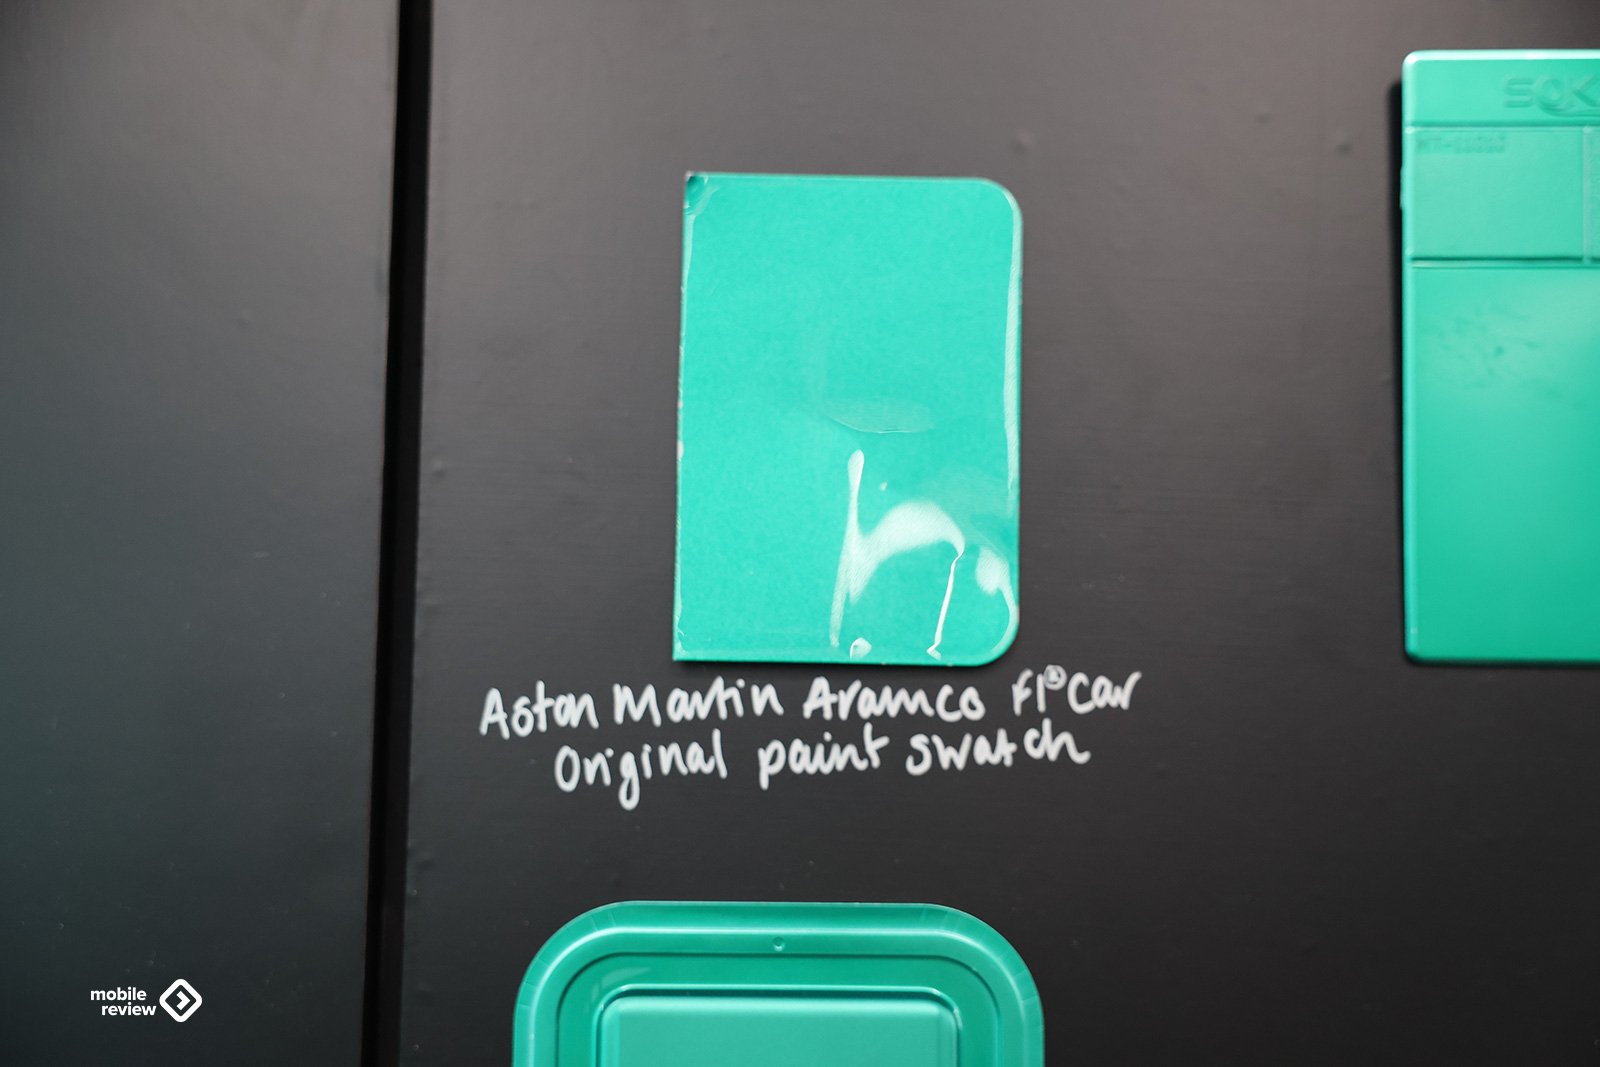 Aston Martin Aramco F1® Car
Original paint swatch
mobile
review